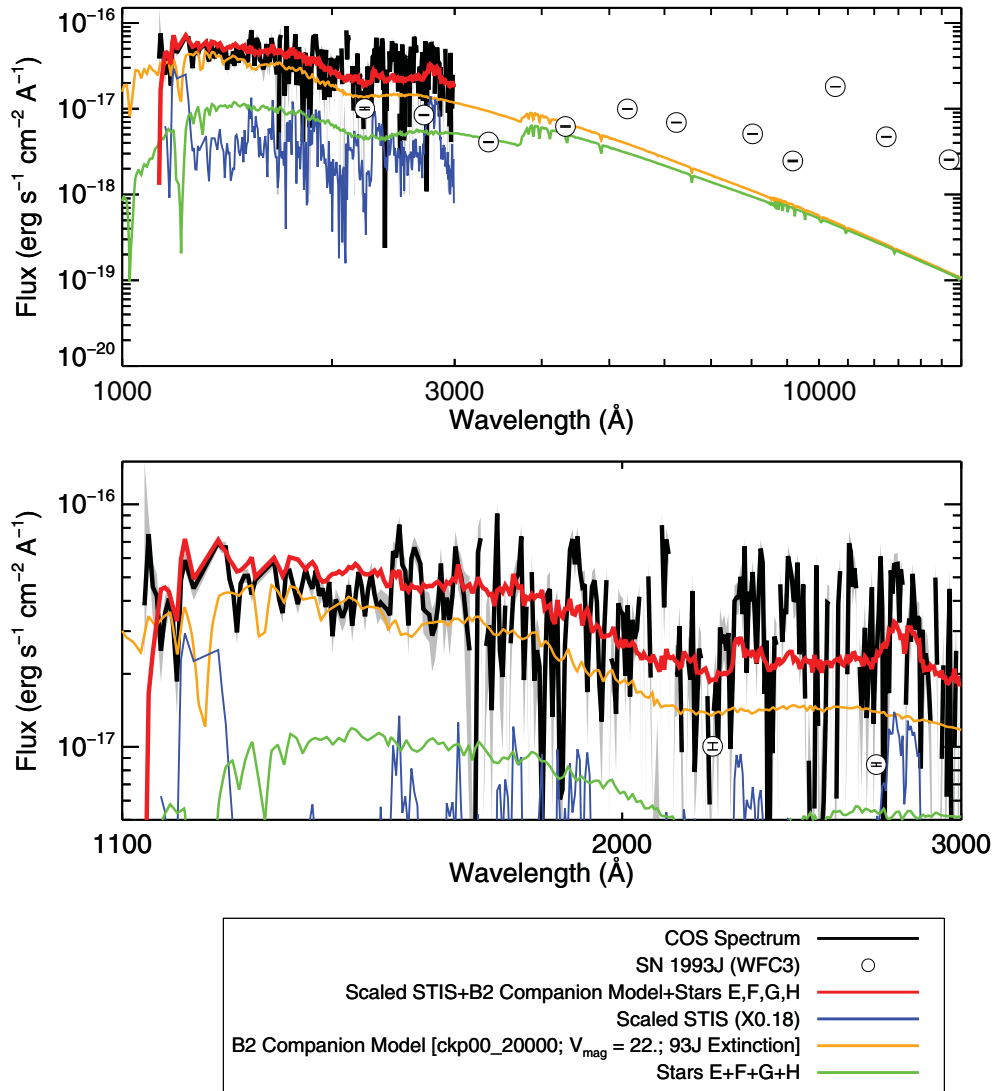 10⁻¹⁶
10⁻¹⁷
10⁻¹⁸
10⁻¹⁹
10⁻²⁰
Flux (erg s⁻¹ cm⁻² A⁻¹)
1000
3000
10000
Wavelength (Å)
10⁻¹⁶
10⁻¹⁷
Flux (erg s⁻¹ cm⁻² A⁻¹)
1100
2000
3000
Wavelength (Å)
COS Spectrum
SN 1993J (WFC3)
Scaled STIS+B2 Companion Model+Stars E,F,G,H
Scaled STIS (X0.18)
B2 Companion Model [ckp00_20000; Vmag = 22.; 93J Extinction]
Stars E+F+G+H